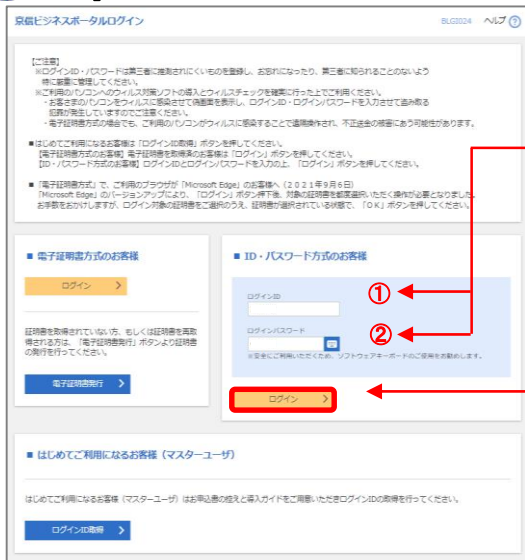 京信ビジネスポータルログイン
BLGI024 ヘルプ ?
【ご注意】
※ログインID・パスワードは第三者に推測されにくいものを登録し、お忘れになったり、第三者に知られることのないよう
特に厳重に管理してください。
※ご利用のパソコンへのウィルス対策ソフトの導入とウィルスチェックを確実に行った上でご利用ください。
・お客さまのパソコンをウィルスに感染させて偽画面を表示し、ログインID・ログインパスワードを入力させて盗み取る
犯罪が発生していますのでご注意ください。
・電子証明書方式の場合でも、ご利用のパソコンがウィルスに感染することで遠隔操作され、不正送金の被害にあう可能性があります。
■はじめてご利用になるお客様は「ログインID取得」ボタンを押してください。
【電子証明書方式のお客様】電子証明書を取得済のお客様は「ログイン」ボタンを押してください。
【ID・パスワード方式のお客様】ログインIDとログインパスワードを入力の上、「ログイン」ボタンを押してください。
■「電子証明書方式」で、ご利用のブラウザが「Microsoft Edge」のお客様へ（2021年9月6日）
「Microsoft Edge」のバージョンアップにより、「ログイン」ボタン押下後、対象の証明書を都度選択いただく操作が必要となりました。
お手数をおかけしますが、ログイン対象の証明書をご選択のうえ、証明書が選択されている状態で、「OK」ボタンを押してください。
■ 電子証明書方式のお客様
ログイン
証明書を取得されていない方、もしくは証明書を再取
得される方は、「電子証明書発行」ボタンより証明書
の発行を行ってください。
電子証明書発行
■ ID・パスワード方式のお客様
ログインID
①
ログインパスワード
②
※安全にご利用いただくため、ソフトウェアキーボードのご使用をお勧めします。
ログイン
■ はじめてご利用になるお客様（マスターユーザ）
はじめてご利用になるお客様（マスターユーザ）はお申込書の控えと導入ガイドをご用意いただきログインIDの取得を行ってください。
ログインID取得